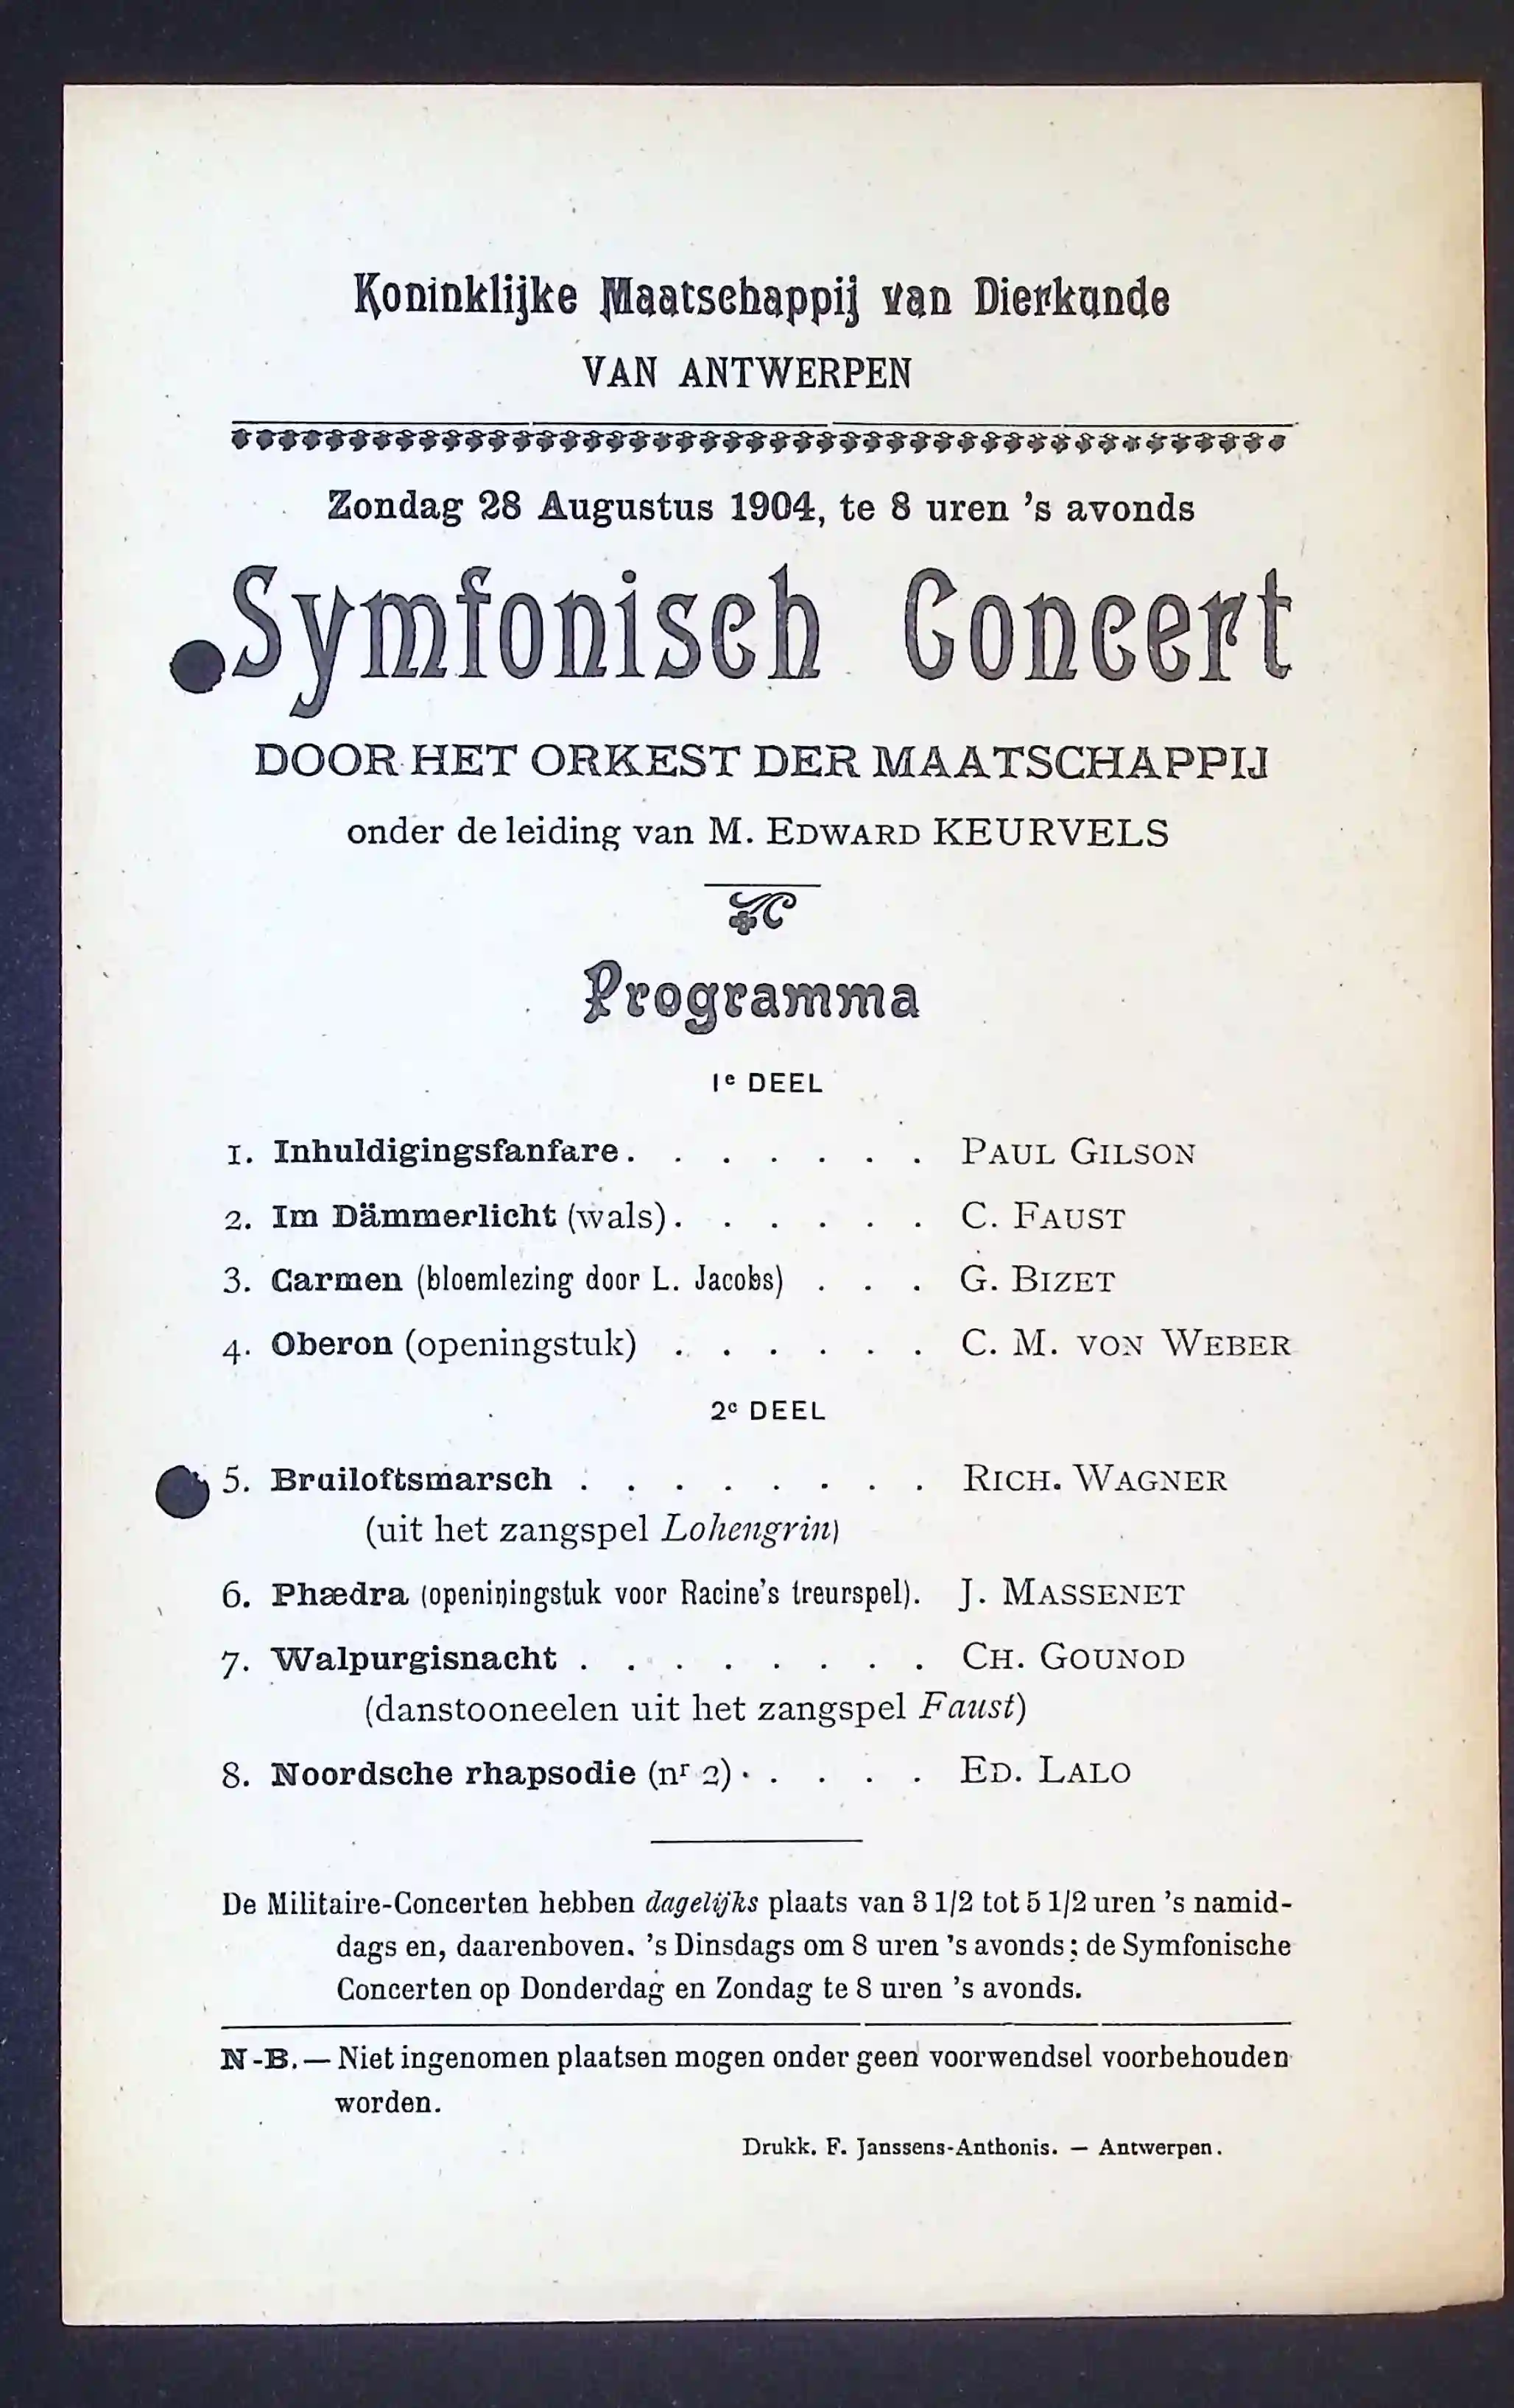 Koninklijke Maatschappij van Dierkunde
VAN ANTWERPEN
Zondag 28 Augustus 1904, te 8 uren 's avonds
Symfonisch Concert
DOOR HET ORKEST DER MAATSCHAPPIJ
onder de leiding van M. EDWARD KEURVELS
Programma
1e DEEL
1. Inhuldigingsfanfare. . . . . . . PAUL GILSON
2. Im Dämmerlicht (wals). . . . . . C. FAUST
3. Carmen (bloemlezing door L. Jacobs) . . . G. BIZET
4. Oberon (openingstuk) . . . . . . C. M. VON WEBER
2e DEEL
5. Bruiloftsmarsch . . . . . . . . RICH. WAGNER
(uit het zangspel Lohengrin)
6. Phædra (openiningstuk voor Racine's treurspel). J. MASSENET
7. Walpurgisnacht . . . . . . . . CH. GOUNOD
(danstooneelen uit het zangspel Faust)
8. Noordsche rhapsodie (nr 2) . . . . . ED. LALO
De Militaire-Concerten hebben dagelijks plaats van 3 1/2 tot 5 1/2 uren 's namid-
dags en, daarenboven. 's Dinsdags om 8 uren 's avonds; de Symfonische
Concerten op Donderdag en Zondag te 8 uren 's avonds.
N-B. — Niet ingenomen plaatsen mogen onder geen voorwendsel voorbehouden
worden.
Drukk. F. Janssens-Anthonis. — Antwerpen.